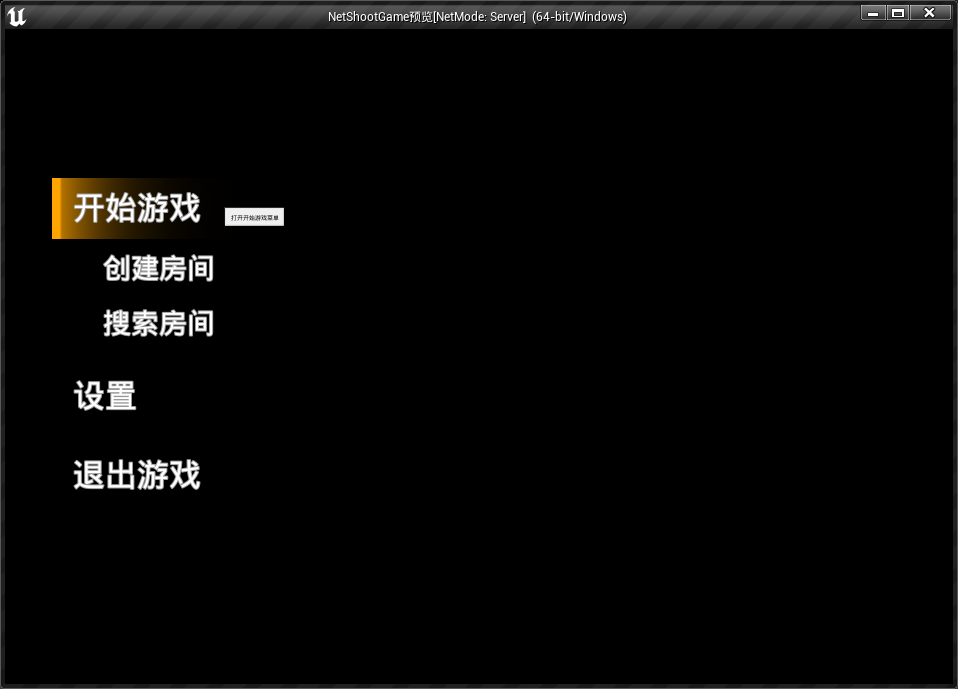 NetShootGame预览[NetMode: Server]  (64-bit/Windows)
开始游戏
打开开始游戏菜单
创建房间
搜索房间
设置
退出游戏